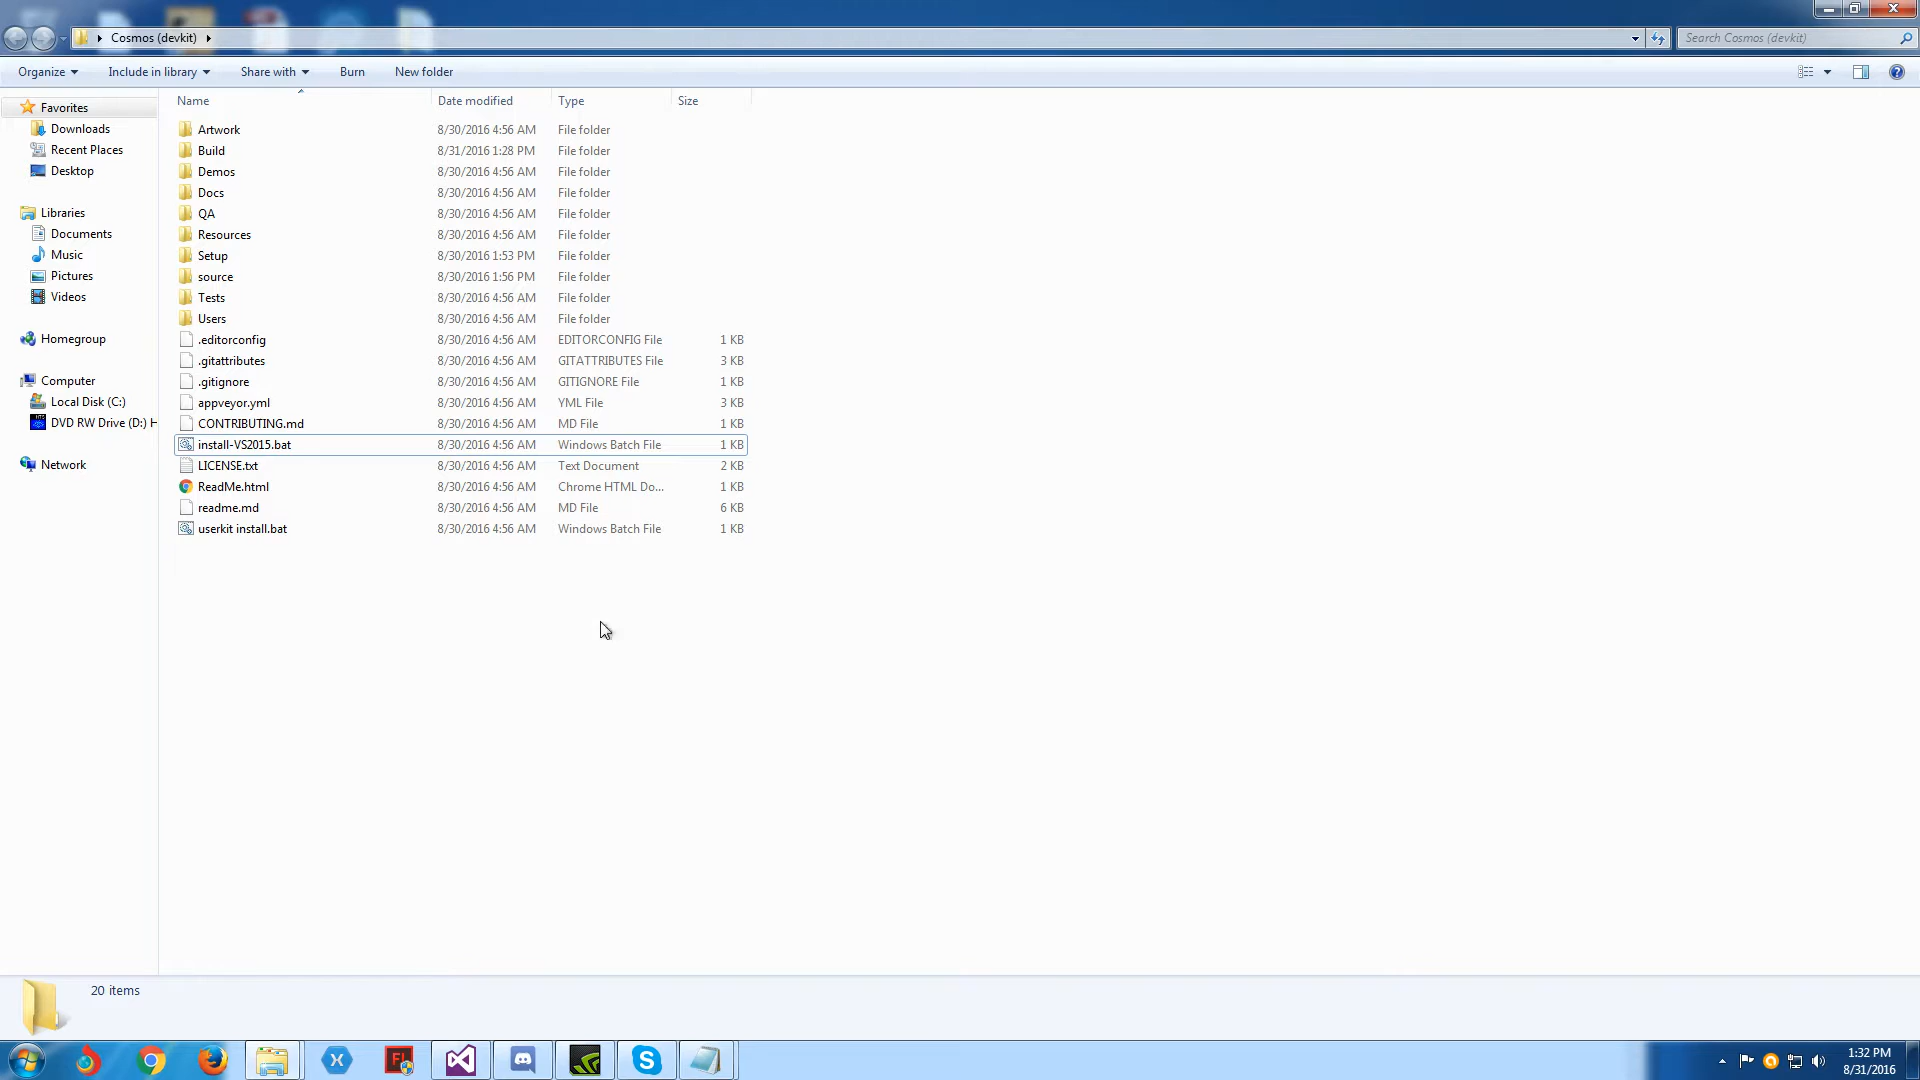 Cosmos (devkit)
Search Cosmos (devkit)
Organize Include in library Share with Burn New folder
Name Date modified Type Size
Favorites
Downloads
Recent Places
Desktop
Libraries
Documents
Music
Pictures
Videos
Homegroup
Computer
Local Disk (C:)
DVD RW Drive (D:) H
Network
Artwork 8/30/2016 4:56 AM File folder
Build 8/31/2016 1:28 PM File folder
Demos 8/30/2016 4:56 AM File folder
Docs 8/30/2016 4:56 AM File folder
QA 8/30/2016 4:56 AM File folder
Resources 8/30/2016 4:56 AM File folder
Setup 8/30/2016 1:53 PM File folder
source 8/30/2016 1:56 PM File folder
Tests 8/30/2016 4:56 AM File folder
Users 8/30/2016 4:56 AM File folder
.editorconfig 8/30/2016 4:56 AM EDITORCONFIG File 1 KB
.gitattributes 8/30/2016 4:56 AM GITATTRIBUTES File 3 KB
.gitignore 8/30/2016 4:56 AM GITIGNORE File 1 KB
appveyor.yml 8/30/2016 4:56 AM YML File 3 KB
CONTRIBUTING.md 8/30/2016 4:56 AM MD File 1 KB
install-VS2015.bat 8/30/2016 4:56 AM Windows Batch File 1 KB
LICENSE.txt 8/30/2016 4:56 AM Text Document 2 KB
ReadMe.html 8/30/2016 4:56 AM Chrome HTML Do... 1 KB
readme.md 8/30/2016 4:56 AM MD File 6 KB
userkit install.bat 8/30/2016 4:56 AM Windows Batch File 1 KB
20 items
1:32 PM
8/31/2016